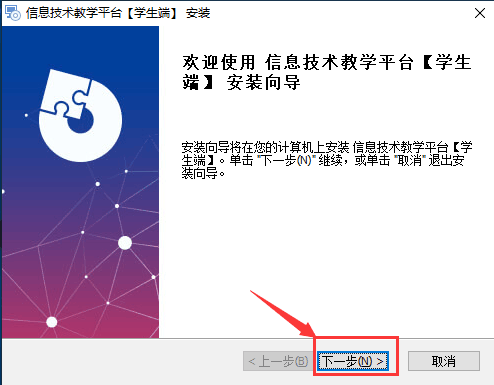 信息技术教学平台【学生端】 安装
欢迎使用 信息技术教学平台【学生
端】 安装向导
安装向导将在您的计算机上安装 信息技术教学平台【学
生端】。单击 "下一步(N)" 继续，或单击 "取消" 退出安
装向导。
< 上一步(B) 下一步(N) > 取消